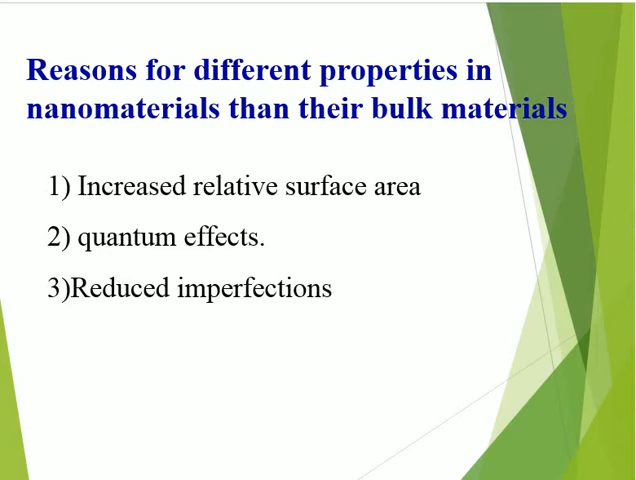 Reasons for different properties in
nanomaterials than their bulk materials
1) Increased relative surface area
2) quantum effects.
3)Reduced imperfections